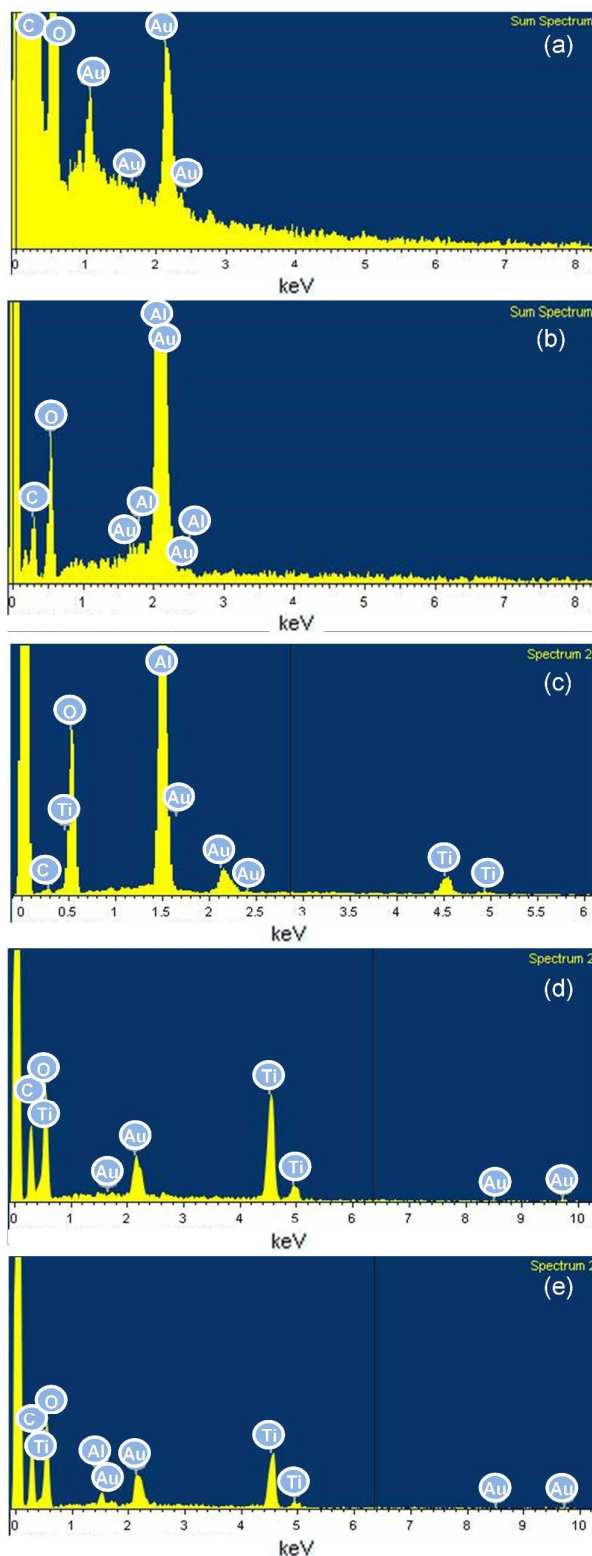 Sum Spectrum
(a)
C O Au Au
Au Au
0 1 2 3 4 5 6 7 8
keV
Sum Spectrum
(b)
Al
Au
O
C Al Al
Au Au
0 1 2 3 4 5 6 7 8
keV
Spectrum 2
(c)
Al
O
Ti Au
C Au Au Ti Ti
0 0.5 1 1.5 2 2.5 3 3.5 4 4.5 5 5.5 6
keV
Spectrum 2
(d)
O Ti
C
Ti Au
Au Ti Au Au
0 1 2 3 4 5 6 7 8 9 10
keV
Spectrum 2
(e)
O
C Ti
Ti Al Au
Au Ti Au Au
0 1 2 3 4 5 6 7 8 9 10
keV